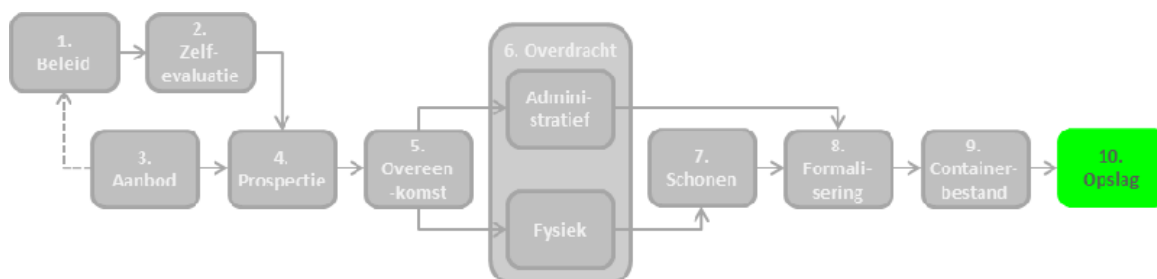 1.
Beleid
2.
Zelf-
evaluatie
3.
Aanbod
4.
Prospectie
5.
Overeen
-komst
6. Overdracht
Admini-
stratief
Fysiek
7.
Schonen
8.
Formali-
sering
9.
Container-
bestand
10.
Opslag